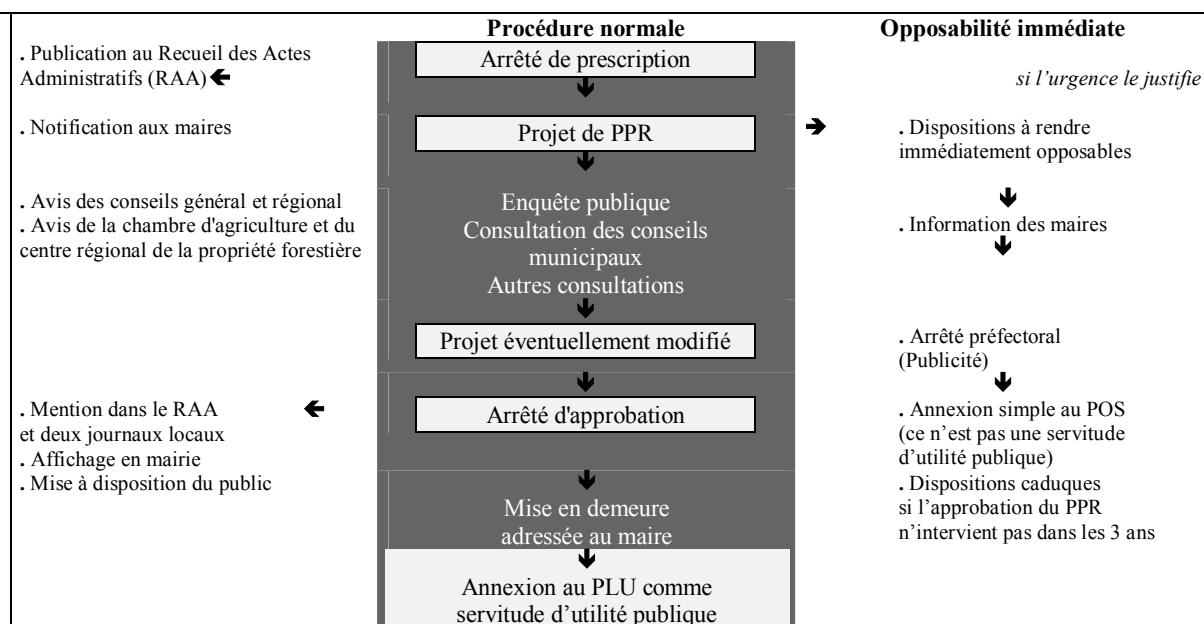 Procédure normale
Opposabilité immédiate
. Publication au Recueil des Actes
Administratifs (RAA)
Arrêté de prescription
si l'urgence le justifie
. Notification aux maires
Projet de PPR
. Dispositions à rendre
immédiatement opposables
. Avis des conseils général et régional
. Avis de la chambre d'agriculture et du
centre régional de la propriété forestière
Enquête publique
Consultation des conseils
municipaux
Autres consultations
. Information des maires
Projet éventuellement modifié
. Arrêté préfectoral
(Publicité)
. Mention dans le RAA
et deux journaux locaux
. Affichage en mairie
. Mise à disposition du public
Arrêté d'approbation
. Annexion simple au POS
(ce n'est pas une servitude
d'utilité publique)
. Dispositions caduques
si l'approbation du PPR
n'intervient pas dans les 3 ans
Mise en demeure
adressée au maire
Annexion au PLU comme
servitude d'utilité publique